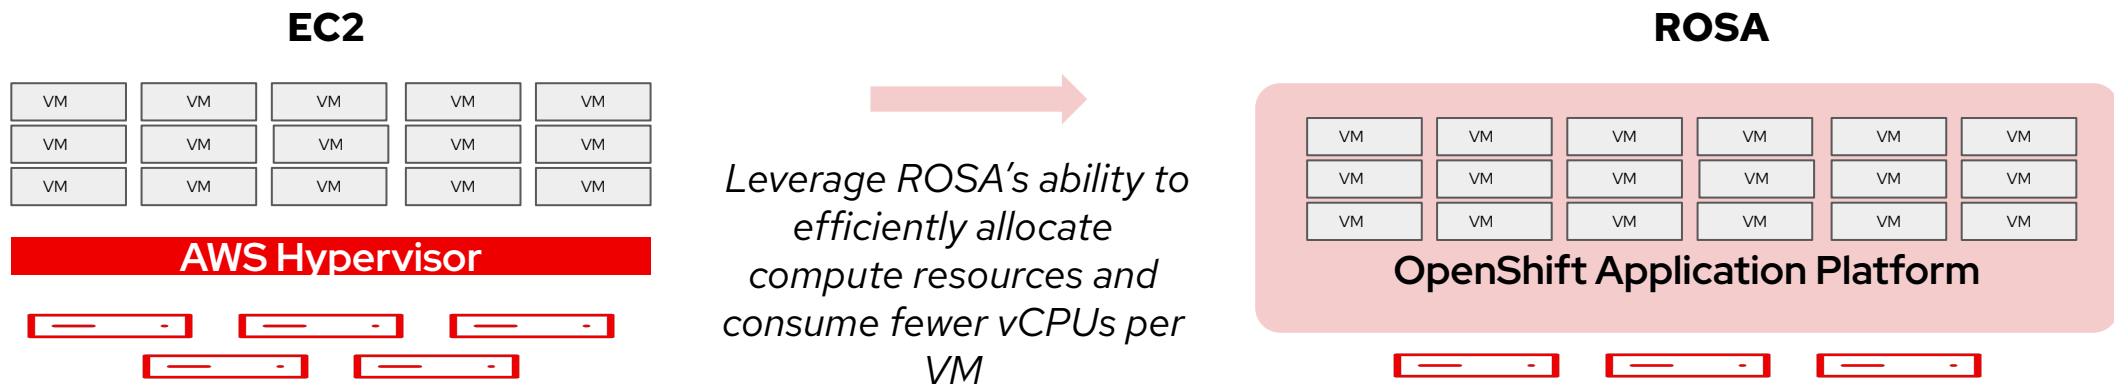 EC2
VM VM VM VM VM
VM VM VM VM VM
VM VM VM VM VM
AWS Hypervisor
Leverage ROSA’s ability to
efficiently allocate
compute resources and
consume fewer vCPUs per
VM
ROSA
VM VM VM VM VM VM
VM VM VM VM VM VM
VM VM VM VM VM VM
OpenShift Application Platform